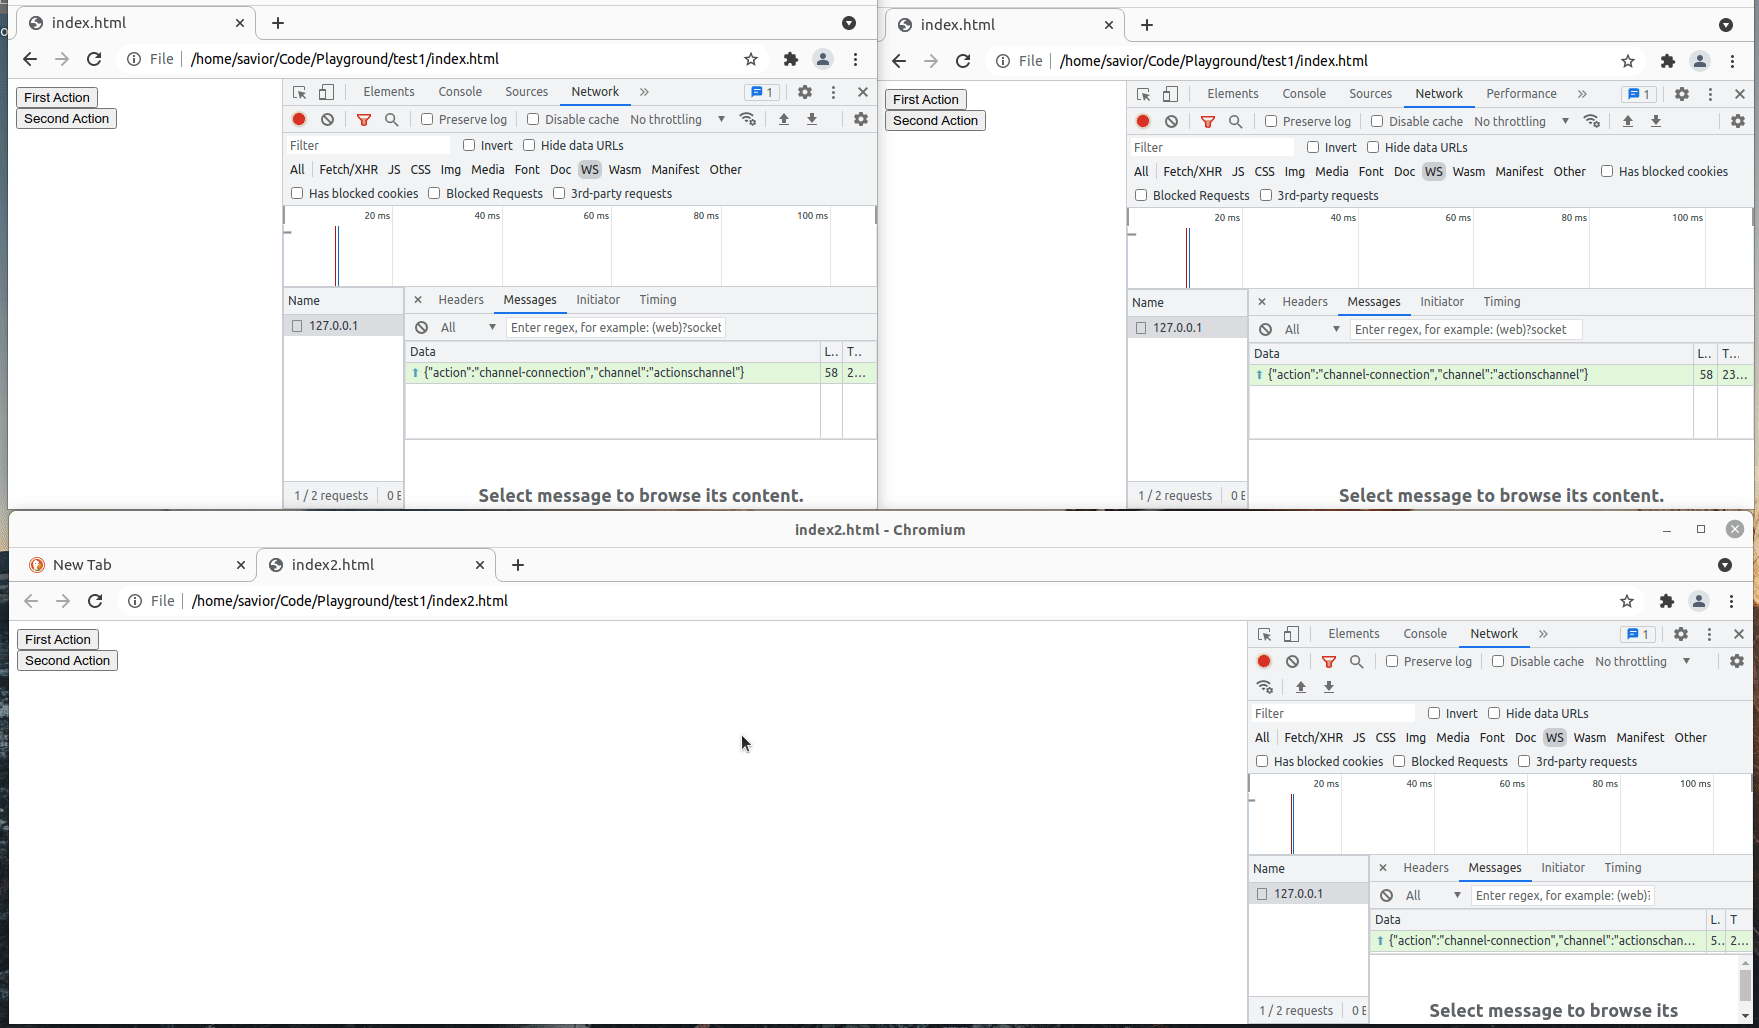 index.html
File /home/savior/Code/Playground/test1/index.html
First Action
Second Action
Elements Console Sources Network » 1
Preserve log Disable cache No throttling
Filter Invert Hide data URLs
All Fetch/XHR JS CSS Img Media Font Doc WS Wasm Manifest Other
Has blocked cookies Blocked Requests 3rd-party requests
20 ms 40 ms 60 ms 80 ms 100 ms
Name × Headers Messages Initiator Timing
127.0.0.1 All Enter regex, for example: (web)?socket
Data L.. T..
{"action":"channel-connection","channel":"actionschannel"} 58 2...
Select message to browse its content.
1 / 2 requests 0 B
index.html
File /home/savior/Code/Playground/test1/index.html
First Action
Second Action
Elements Console Sources Network Performance » 1
Preserve log Disable cache No throttling
Filter Invert Hide data URLs
All Fetch/XHR JS CSS Img Media Font Doc WS Wasm Manifest Other Has blocked cookies
Blocked Requests 3rd-party requests
20 ms 40 ms 60 ms 80 ms 100 ms
Name × Headers Messages Initiator Timing
127.0.0.1 All Enter regex, for example: (web)?socket
Data L.. T...
{"action":"channel-connection","channel":"actionschannel"} 58 23...
Select message to browse its content.
1 / 2 requests 0 B
index2.html - Chromium
New Tab index2.html
File /home/savior/Code/Playground/test1/index2.html
First Action
Second Action
Elements Console Network » 1
Preserve log Disable cache No throttling
Filter Invert Hide data URLs
All Fetch/XHR JS CSS Img Media Font Doc WS Wasm Manifest Other
Has blocked cookies Blocked Requests 3rd-party requests
20 ms 40 ms 60 ms 80 ms 100 ms
Name × Headers Messages Initiator Timing
127.0.0.1 All Enter regex, for example: (web)?
Data L. T
{"action":"channel-connection","channel":"actionschan... 5.. 2...
Select message to browse its
1 / 2 requests 0 B